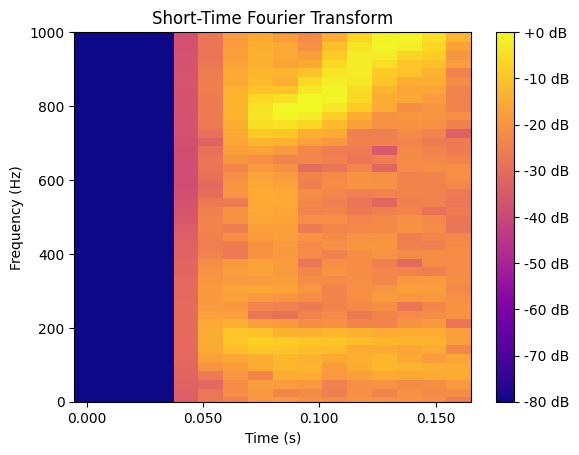 Short-Time Fourier Transform
1000
800
600
400
200
0
Frequency (Hz)
0.000
0.050
0.100
0.150
Time (s)
+0 dB
-10 dB
-20 dB
-30 dB
-40 dB
-50 dB
-60 dB
-70 dB
-80 dB